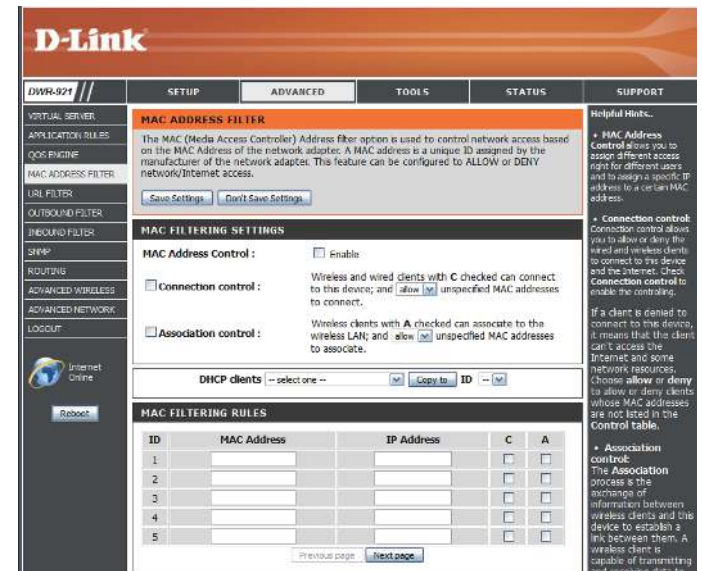 D-Link
DWR-921
SETUP
ADVANCED
TOOLS
STATUS
SUPPORT
VIRTUAL SERVER
APPLICATION RULES
QOS ENGINE
MAC ADDRESS FILTER
URL FILTER
OUTBOUND FILTER
INBOUND FILTER
SNMP
ROUTING
ADVANCED WIRELESS
ADVANCED NETWORK
LOGOUT
Internet
Online
Reboot
MAC ADDRESS FILTER
The MAC (Media Access Controller) Address filter option is used to control network access based
on the MAC Address of the network adapter. A MAC address is a unique ID assigned by the
manufacturer of the network adapter. This feature can be configured to ALLOW or DENY
network/Internet access.
Save Settings
Don't Save Settings
MAC FILTERING SETTINGS
MAC Address Control :
Enable
Connection control :
Wireless and wired clients with C checked can connect
to this device; and allow unspecified MAC addresses
to connect.
Association control :
Wireless clients with A checked can associate to the
wireless LAN; and allow unspecified MAC addresses
to associate.
DHCP clients -- select one -- Copy to ID --
MAC FILTERING RULES
ID MAC Address IP Address C A
1
2
3
4
5
Previous page Next page
Helpful Hints..
• MAC Address
Control allows you to
assign different access
right for different users
and to assign a specific IP
address to a certain MAC
address.
• Connection control:
Connection control allows
you to allow or deny the
wired and wireless clients
to connect to this device
and the Internet. Check
Connection control to
enable the controlling.
If a client is denied to
connect to this device,
it means that the client
can't access the
Internet and some
network resources.
Choose allow or deny
to allow or deny clients
whose MAC addresses
are not listed in the
Control table.
• Association
control:
The Association
process is the
exchange of
information between
wireless clients and this
device to establish a
link between them. A
wireless client is
capable of transmitting
and receiving data to